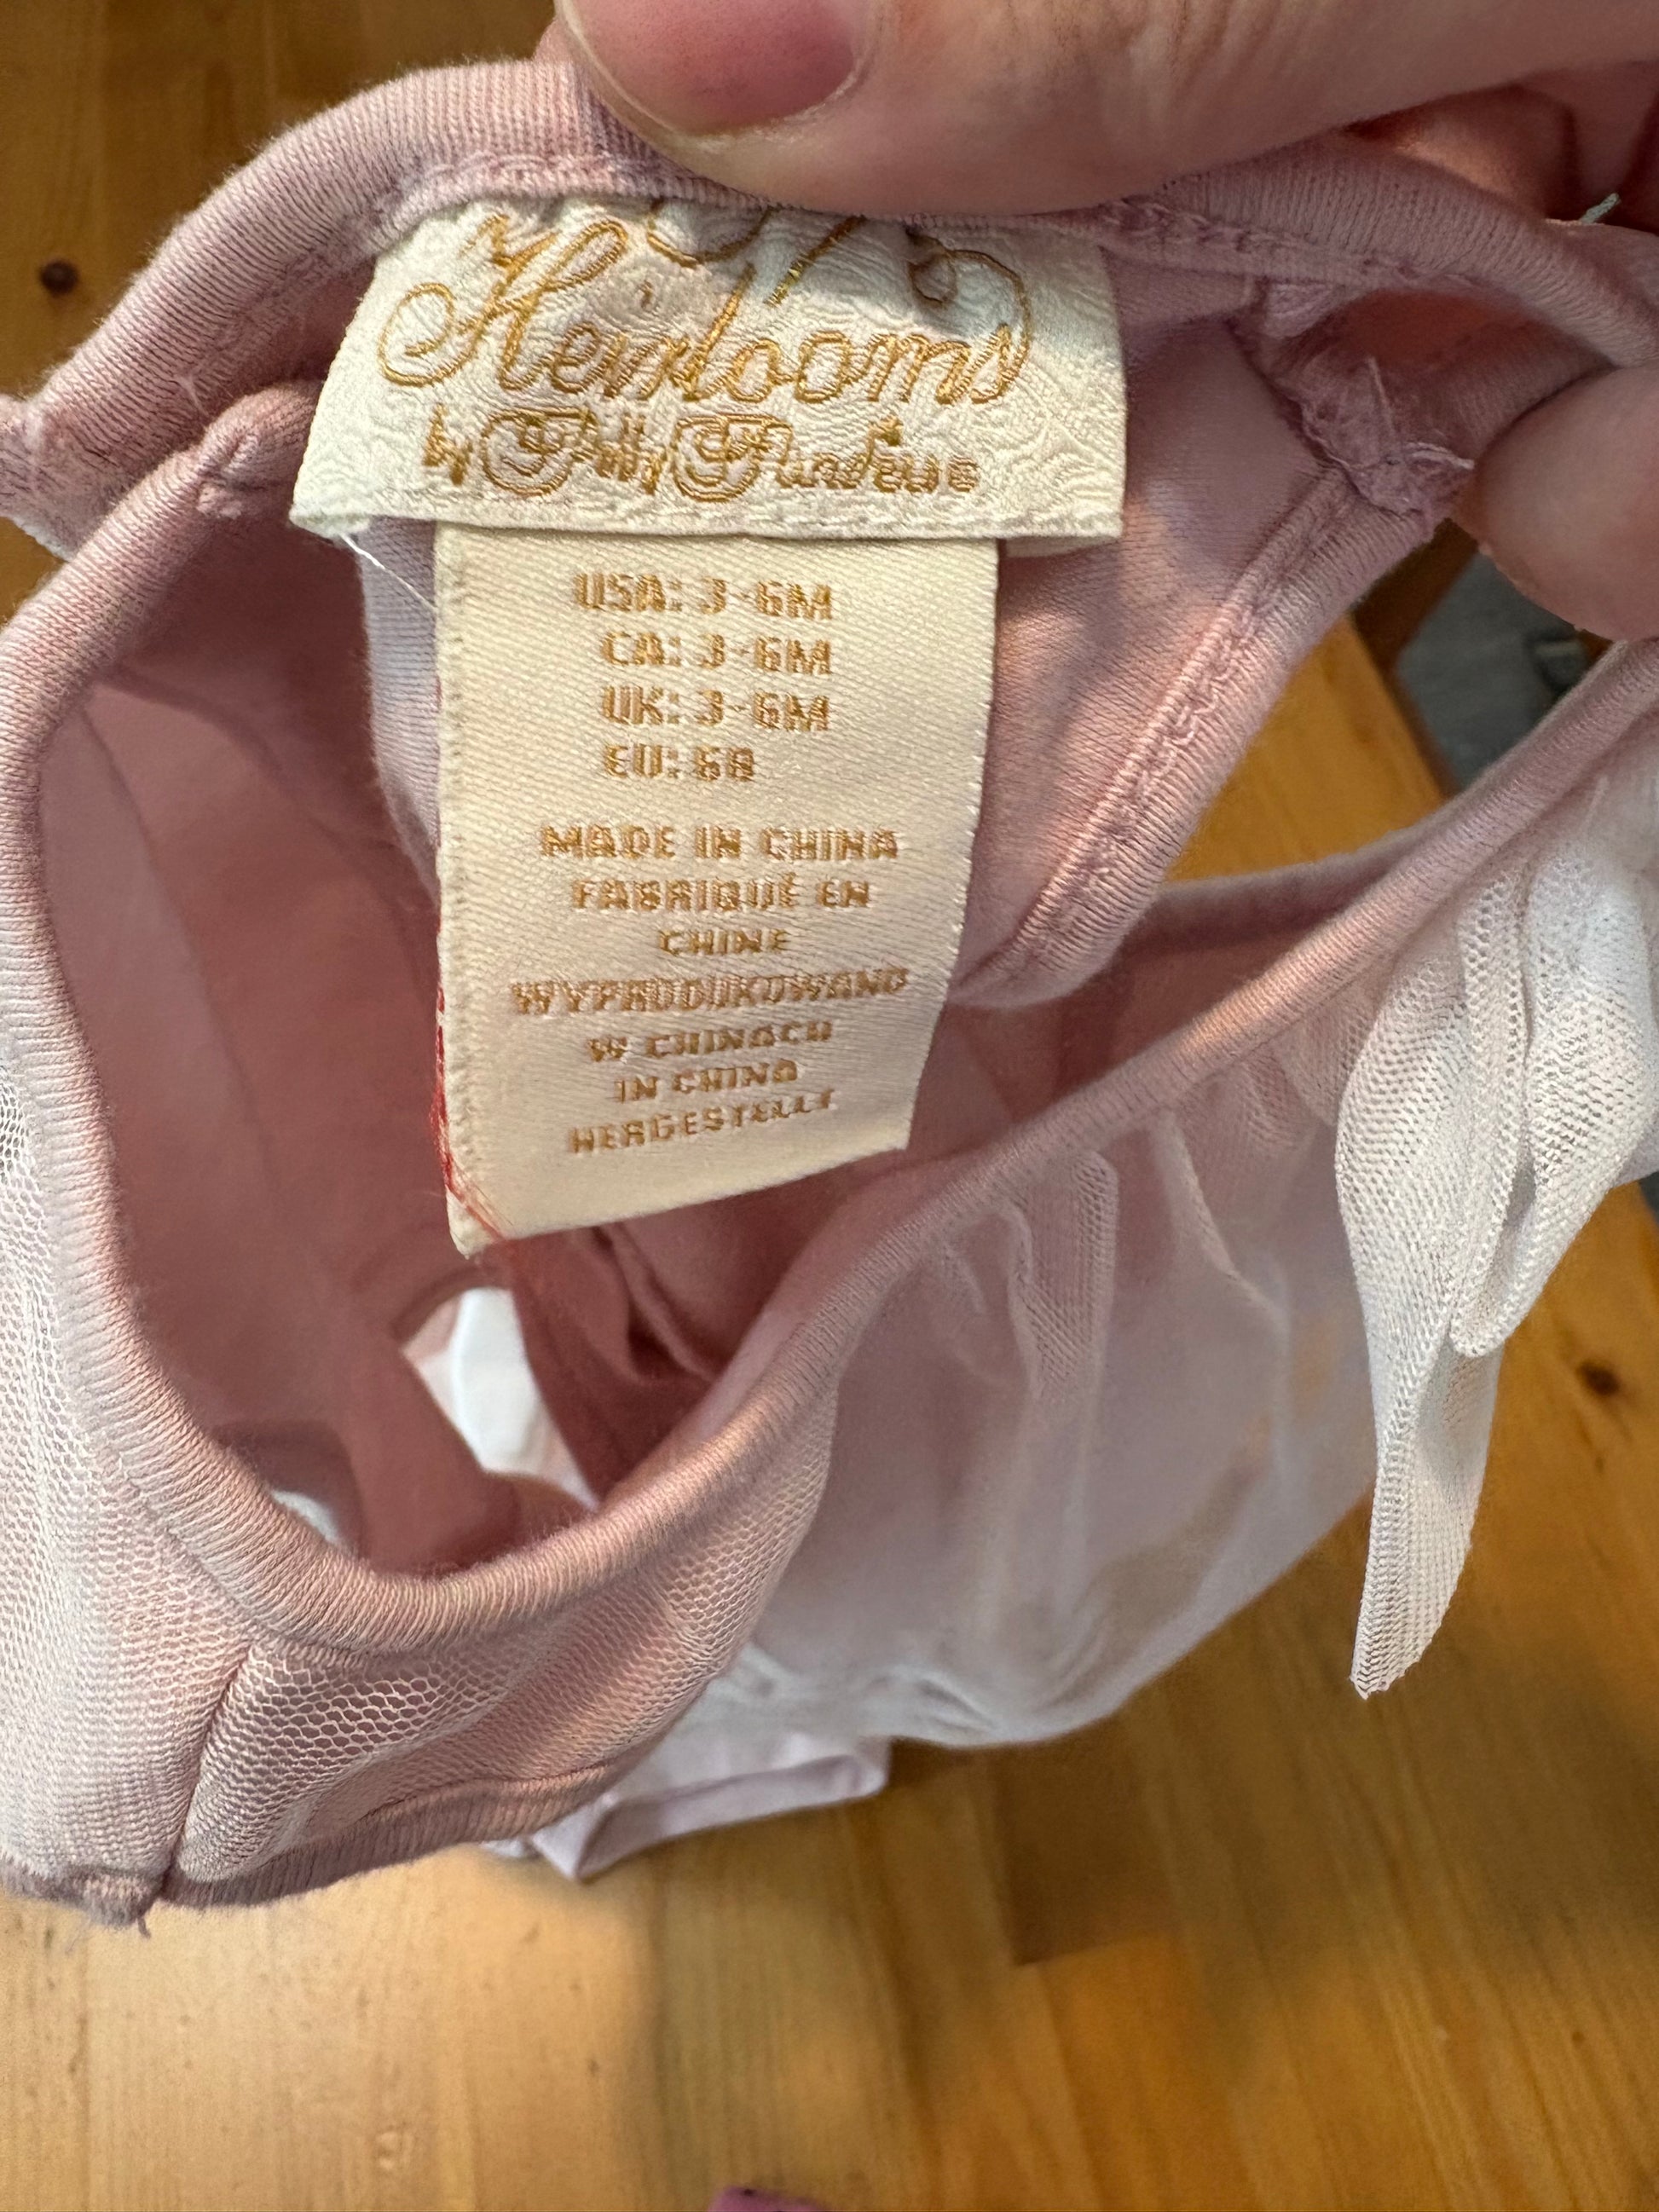 Heirlooms
by Polly Flinders
USA: 3-6M
CA: 3-6M
UK: 3-6M
EU: 68
MADE IN CHINA
FABRIQUÉ EN
CHINE
WYPRODUKOWANO
W CHINACH
IN CHINA
HERGESTELLT